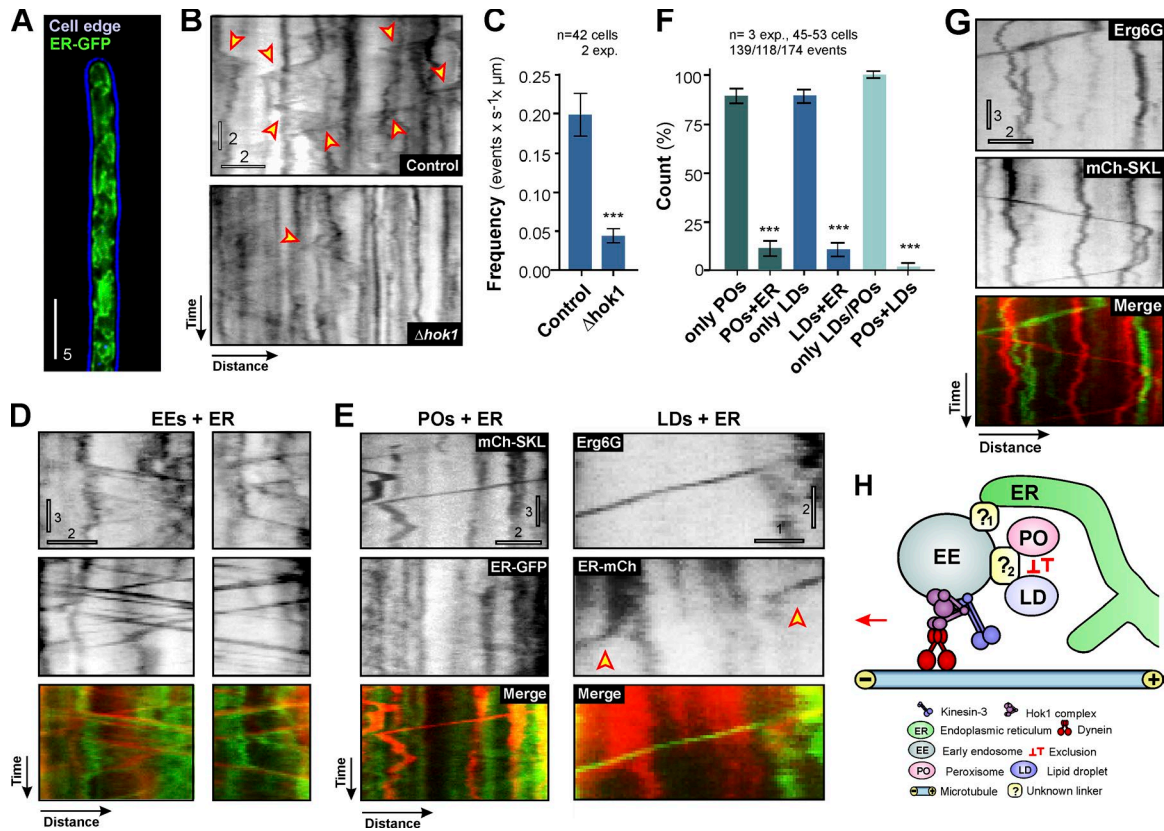 A
Cell edge
ER-GFP
5
B
2
2
Control
Δhok1
Time
Distance
C
n=42 cells
2 exp.
Frequency (events x s-1x µm)
0.25
0.20
0.15
0.10
0.05
0.00
***
Control
Δhok1
F
n= 3 exp., 45-53 cells
139/118/174 events
Count (%)
100
75
50
25
0
***
***
***
only POs
POs+ER
only LDs
LDs+ER
only LDs/POs
POs+LDs
G
Erg6G
3
2
mCh-SKL
Merge
Time
Distance
D
EEs + ER
3
2
Time
Distance
E
POs + ER
mCh-SKL
3
2
ER-GFP
Merge
LDs + ER
Erg6G
2
1
ER-mCh
Merge
Time
Distance
H
ER
?1
EE
PO
?2
LD
− +
Kinesin-3 Hok1 complex
ER Endoplasmic reticulum Dynein
EE Early endosome Exclusion
PO Peroxisome LD Lipid droplet
− + Microtubule ? Unknown linker